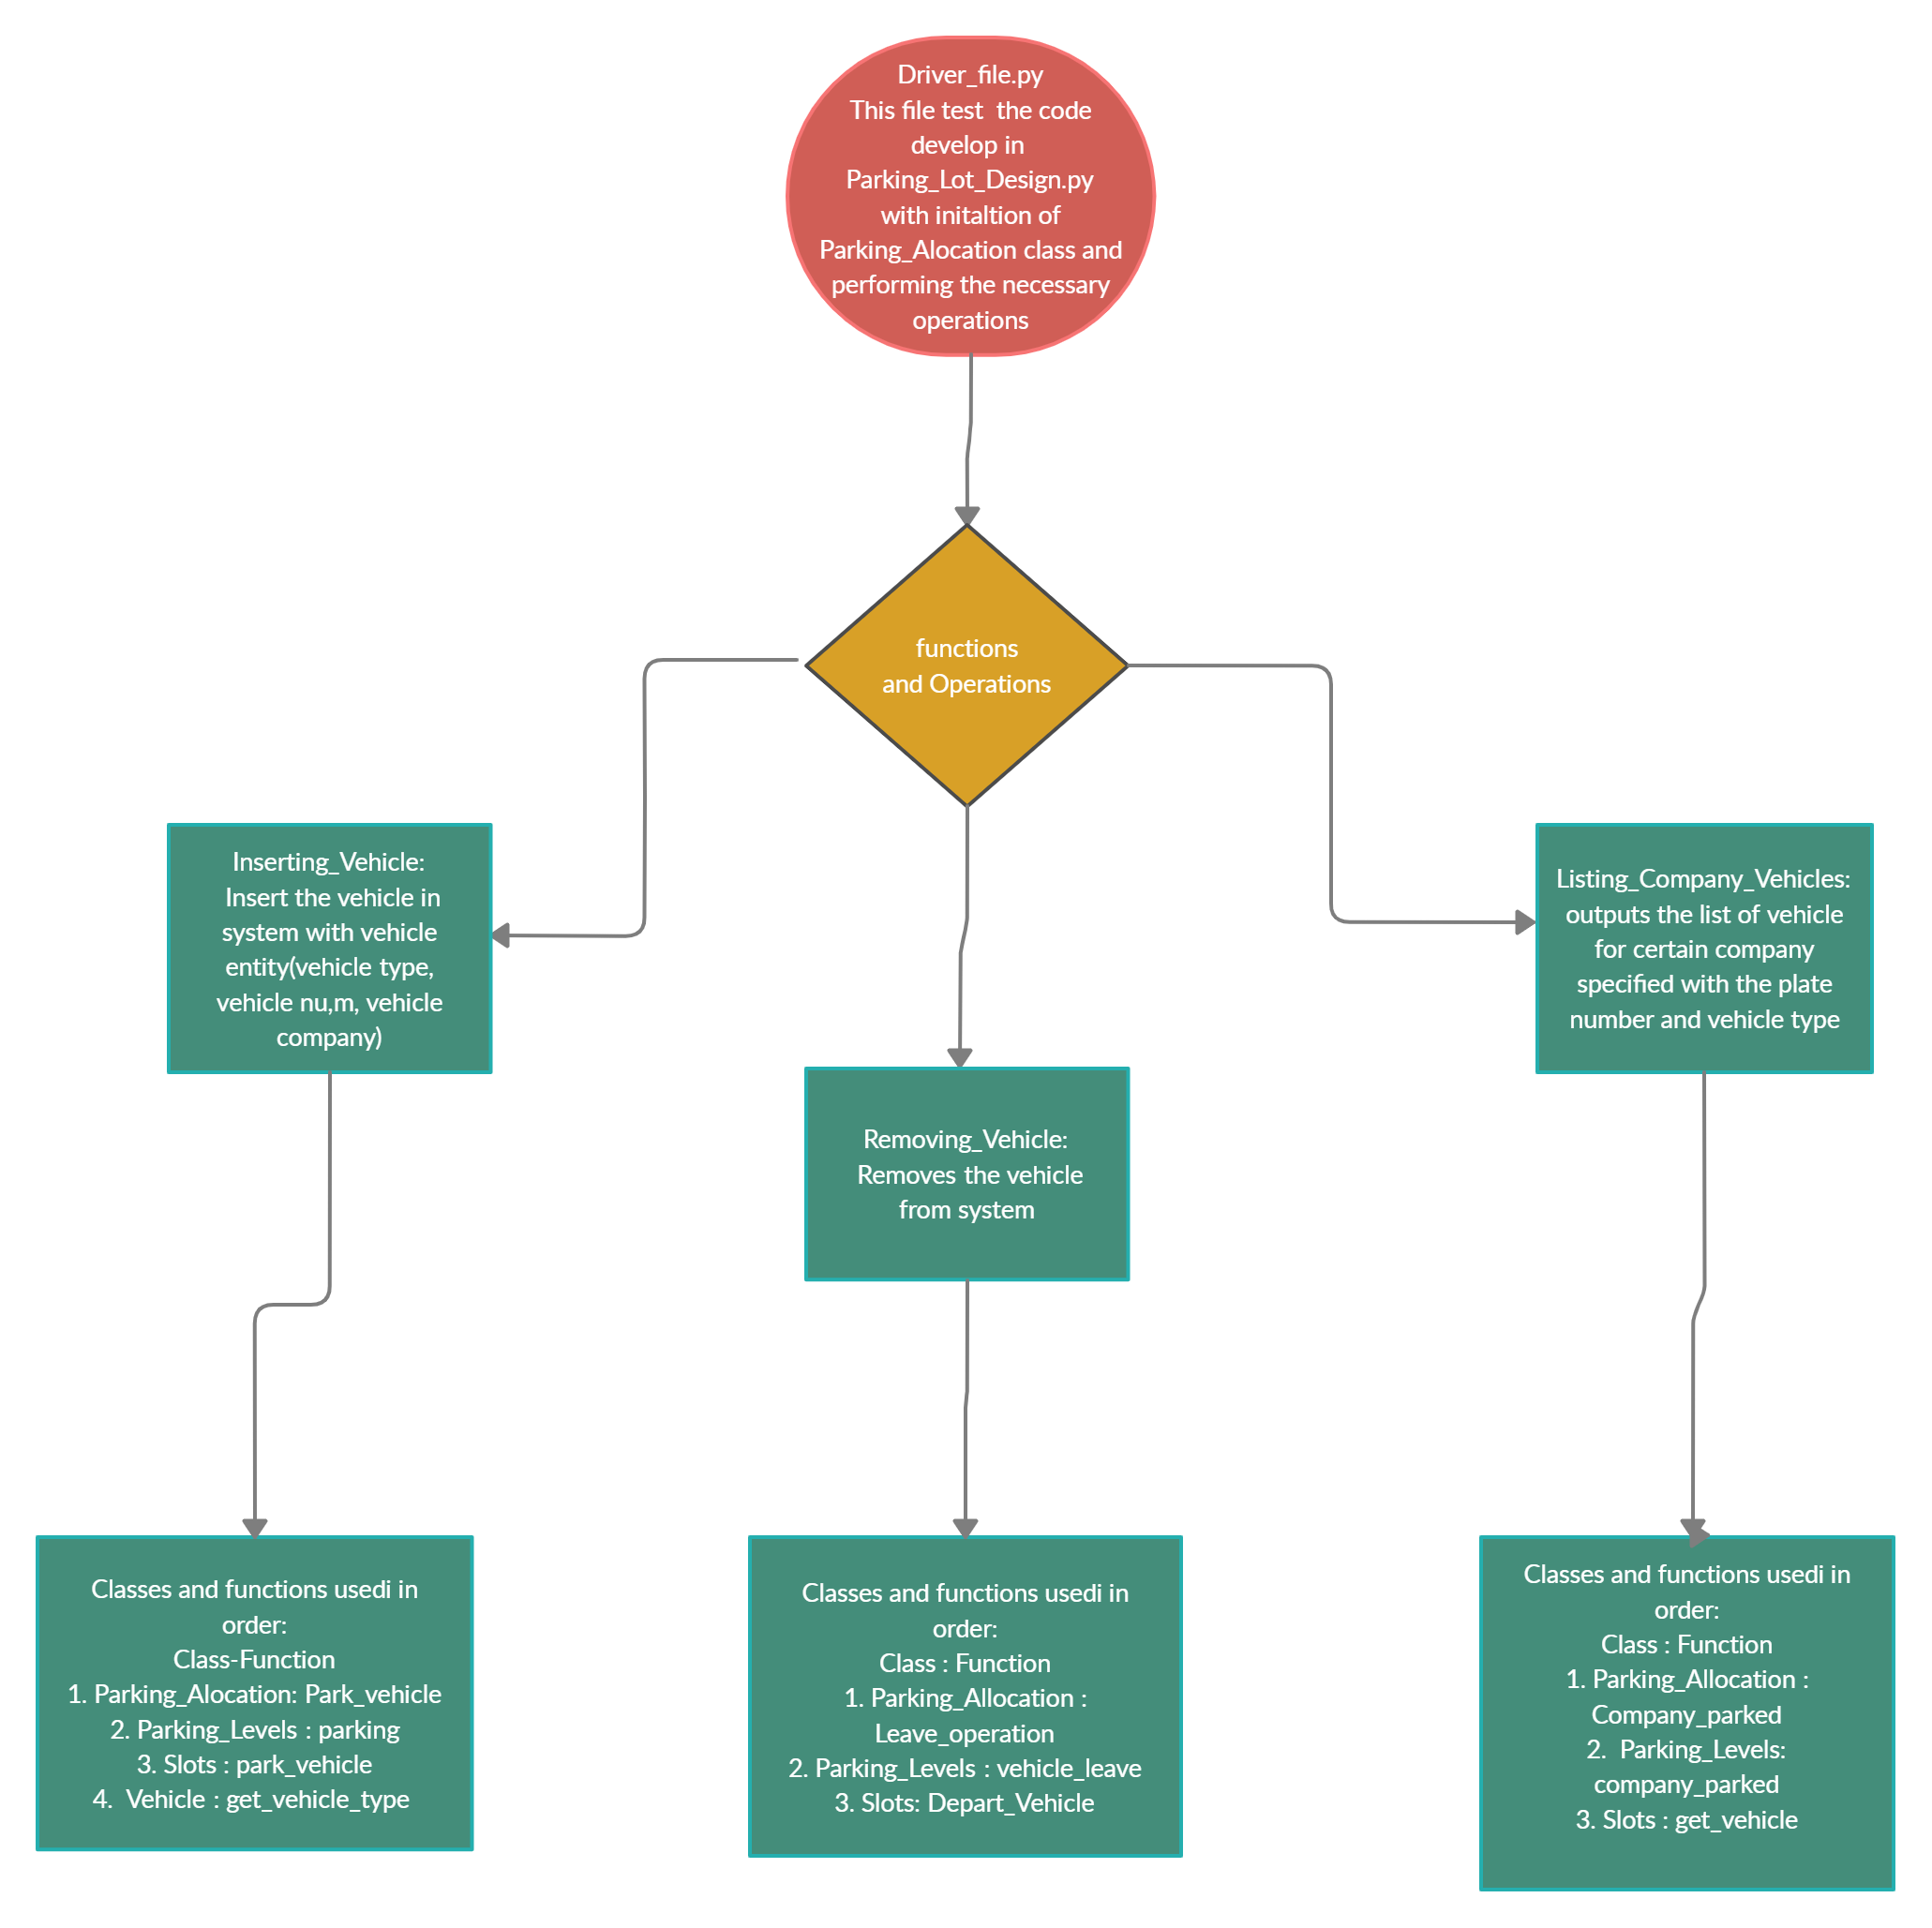 Driver_file.py
This file test  the code
develop in
Parking_Lot_Design.py
with initaltion of
Parking_Alocation class and
performing the necessary
operations
functions
and Operations
Inserting_Vehicle:
Insert the vehicle in
system with vehicle
entity(vehicle type,
vehicle nu,m, vehicle
company)
Removing_Vehicle:
Removes the vehicle
from system
Listing_Company_Vehicles:
outputs the list of vehicle
for certain company
specified with the plate
number and vehicle type
Classes and functions usedi in
order:
Class-Function
1. Parking_Alocation: Park_vehicle
2. Parking_Levels : parking
3. Slots : park_vehicle
4.  Vehicle : get_vehicle_type
Classes and functions usedi in
order:
Class : Function
1. Parking_Allocation :
Leave_operation
2. Parking_Levels : vehicle_leave
3. Slots: Depart_Vehicle
Classes and functions usedi in
order:
Class : Function
1. Parking_Allocation :
Company_parked
2.  Parking_Levels:
company_parked
3. Slots : get_vehicle